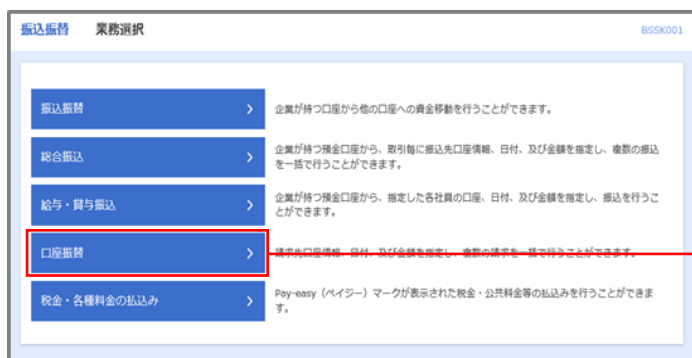 振込振替 業務選択 BSSK001
振込振替 企業が持つ口座から他の口座への資金移動を行うことができます。
総合振込 企業が持つ預金口座から、取引毎に振込先口座情報、日付、及び金額を指定し、複数の振込
を一括で行うことができます。
給与・賞与振込 企業が持つ預金口座から、指定した各社員の口座、日付、及び金額を指定し、振込を行うこ
とができます。
口座振替 請求先口座情報、日付、及び金額を指定し、複数の請求を一括で行うことができます。
税金・各種料金の払込み Pay-easy（ペイジー）マークが表示された税金・公共料金等の払込みを行うことができま
す。